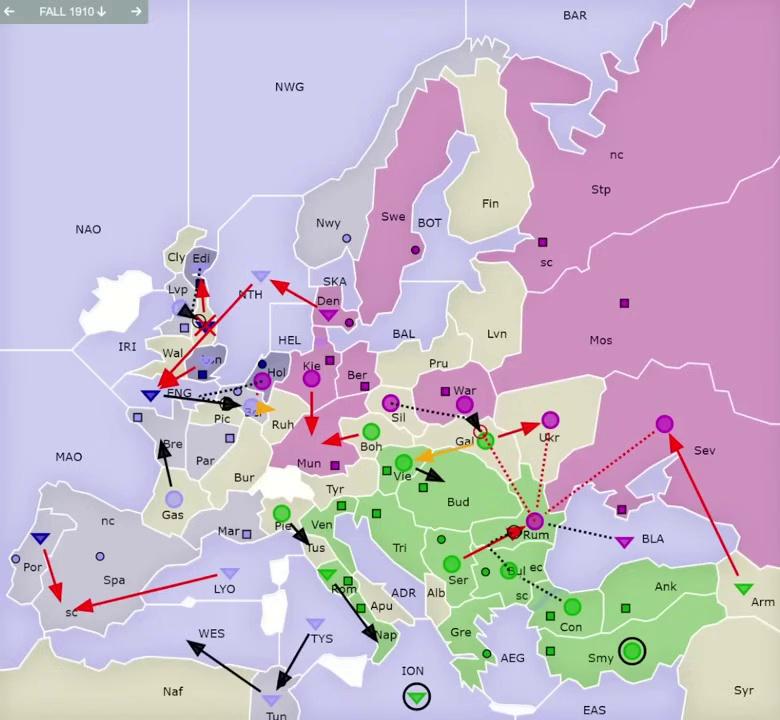 ← FALL 1910 ↓ →
BAR
NWG
nc
Stp
Fin
Swe
Nwy
BOT
NAO
Cly
Edi
sc
SKA
Lvp
NTH
Den
Mos
IRI
HEL
BAL
Lvn
Wal
Pru
Kie
Ber
Hol
ENG
War
Sil
Pic
Ruh
Gal
Ukr
Bre
Boh
Sev
MAO
Par
Mun
Vie
Bur
Tyr
Bud
nc
Gas
Pie
Ven
Mar
Tus
Rum
BLA
Tri
Por
Spa
Ser
Bul
ec
LYO
Rom
ADR
Alb
sc
Ank
Arm
sc
Apu
Con
WES
TYS
Nap
Gre
AEG
Smy
ION
Naf
Syr
Tun
EAS